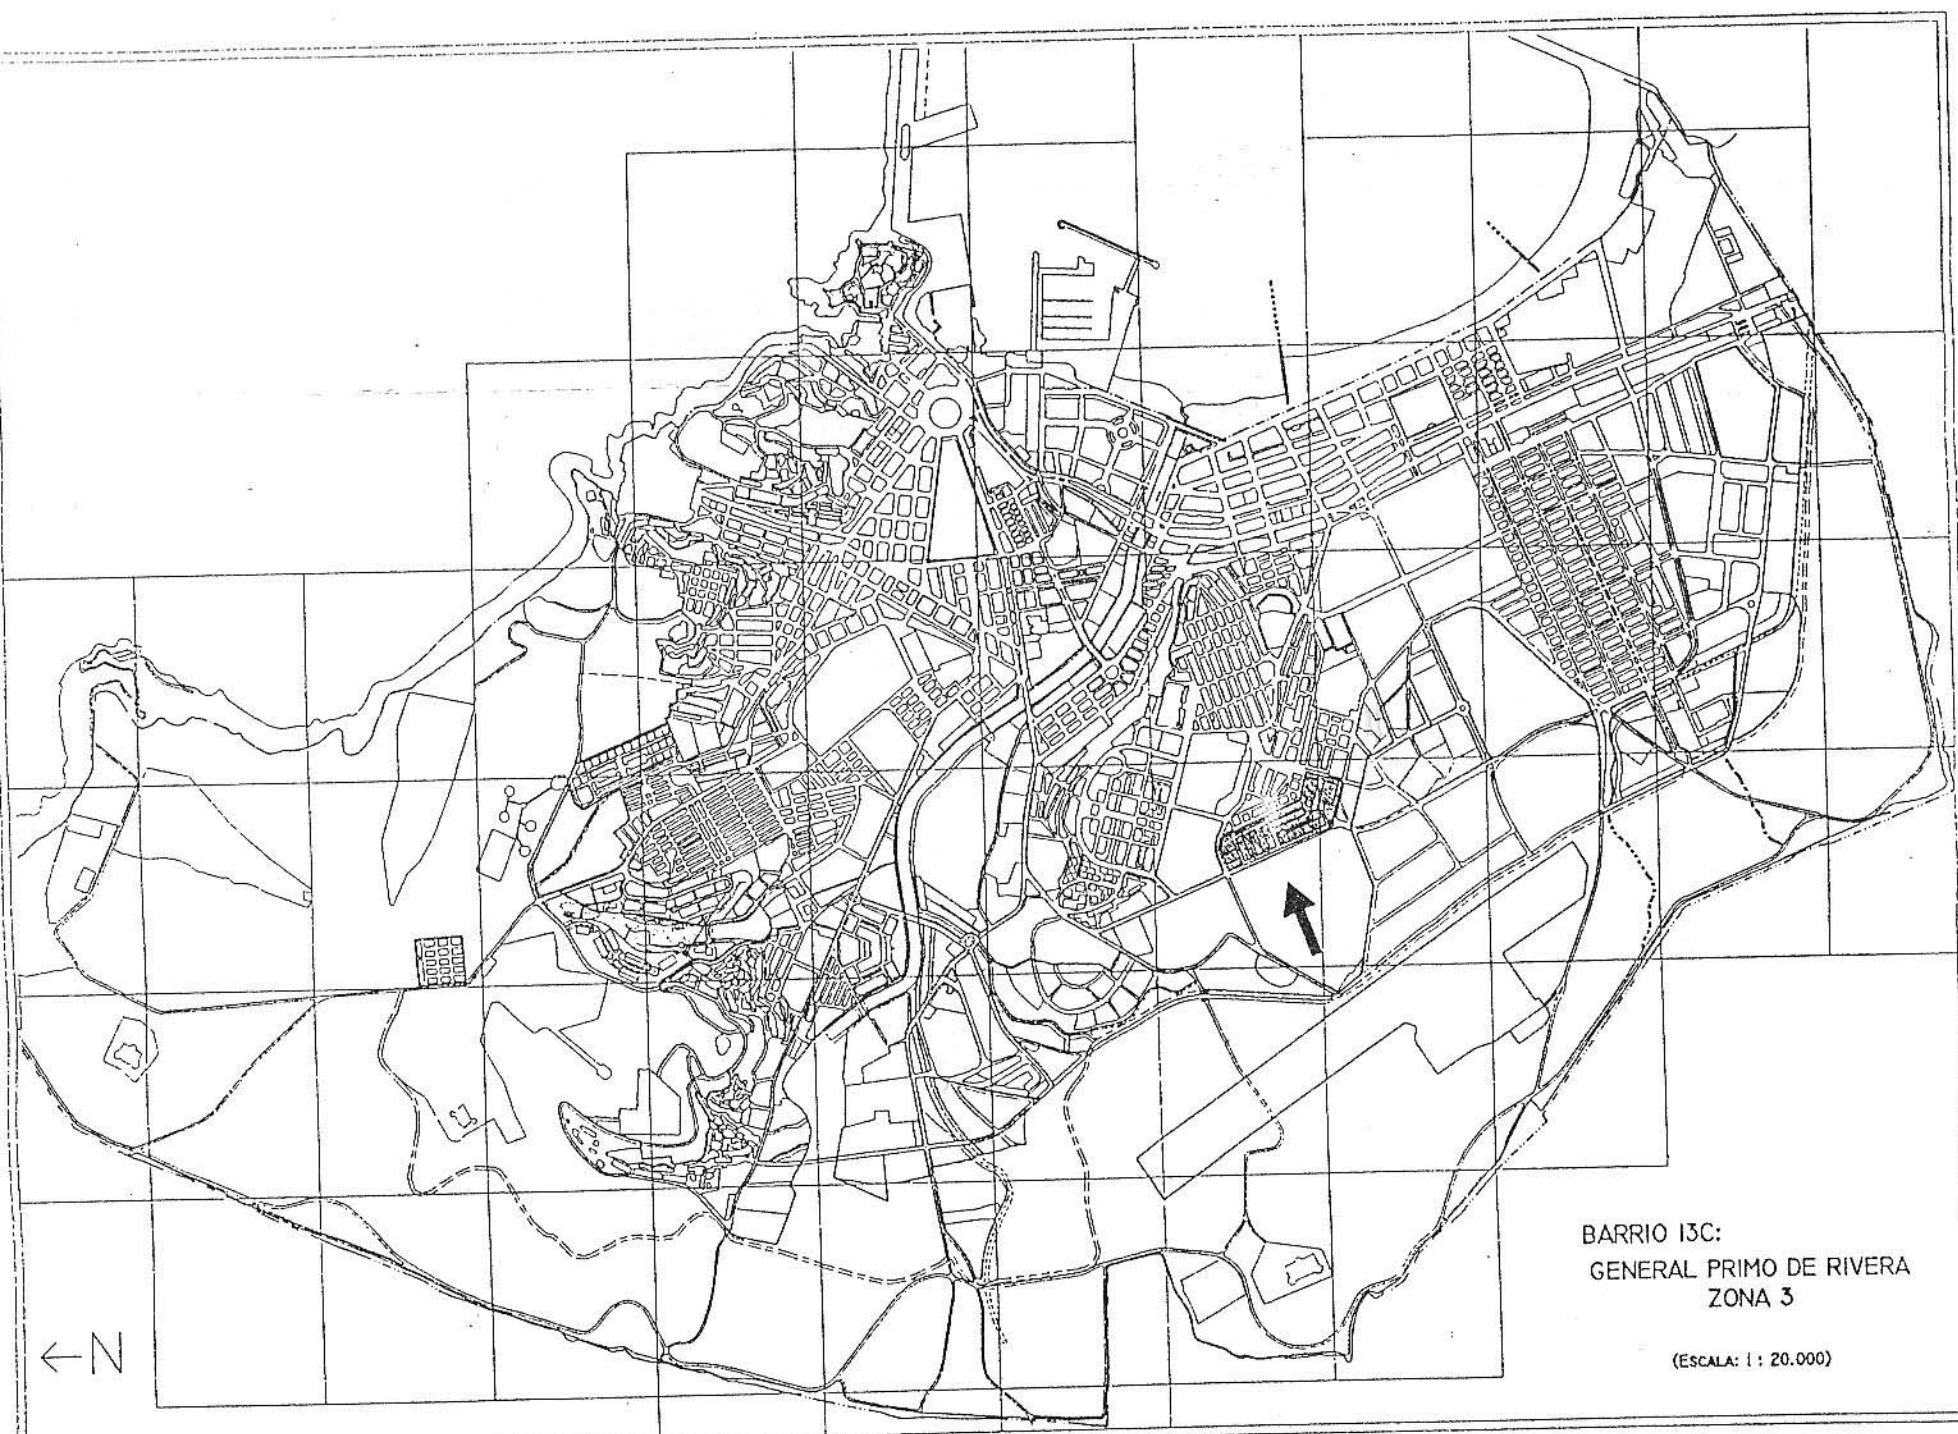 BARRIO 13C:
GENERAL PRIMO DE RIVERA
ZONA 3
←N
(ESCALA: 1 : 20.000)